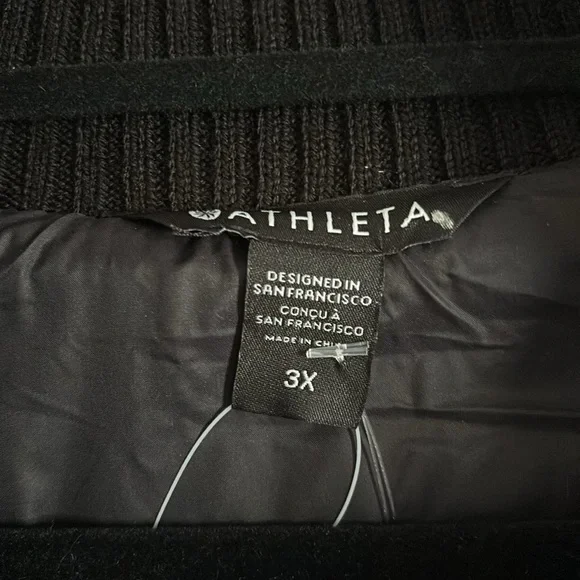 ATHLETA
DESIGNED IN
SAN FRANCISCO
CONÇU À
SAN FRANCISCO
MADE IN
3X